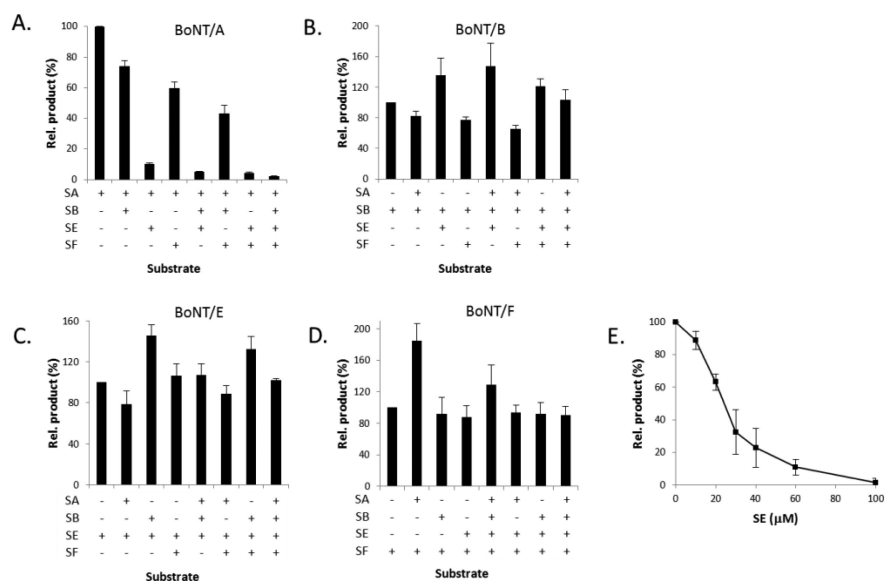 A.
BoNT/A
Rel. product (%)
100
80
60
40
20
0
SA + + + + + + + +
SB - + - - + + - +
SE - - + - + - + +
SF - - - + - + + +
Substrate
B.
BoNT/B
Rel. product (%)
200
160
120
80
40
0
SA - + - - + + - +
SB + + + + + + + +
SE - - + - + - + +
SF - - - + - + + +
Substrate
C.
BoNT/E
Rel. product (%)
160
120
80
40
0
SA - + - - + + - +
SB - - + - + - + +
SE + + + + + + + +
SF - - - + - + + +
Substrate
D.
BoNT/F
Rel. product (%)
200
160
120
80
40
0
SA - + - - + + - +
SB - - + - + - + +
SE - - - + + + + +
SF + + + + + + + +
Substrate
E.
Rel. product (%)
100
80
60
40
20
0
0 20 40 60 80 100
SE (μM)